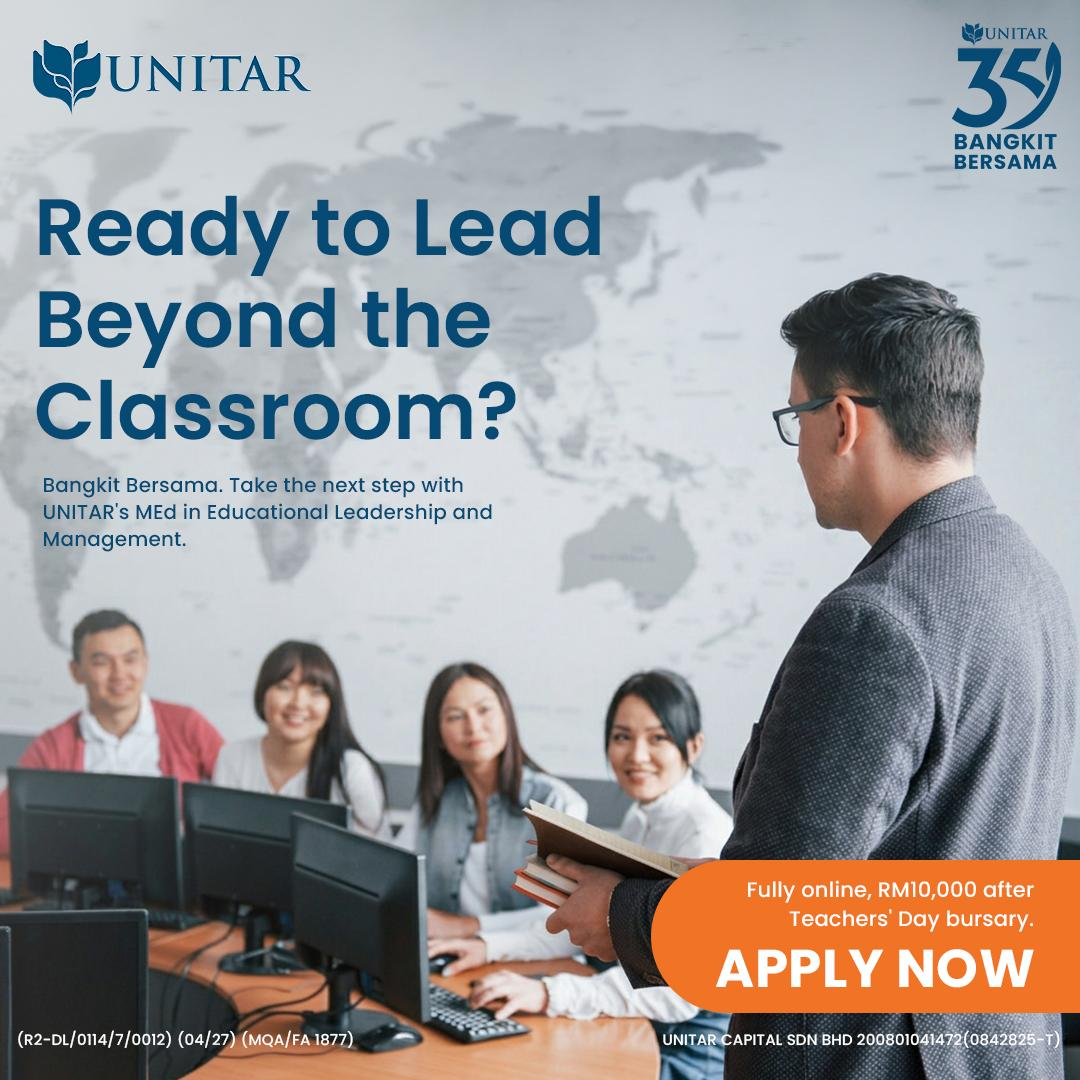 UNITAR
UNITAR
35
BANGKIT
BERSAMA
Ready to Lead
Beyond the
Classroom?
Bangkit Bersama. Take the next step with
UNITAR's MEd in Educational Leadership and
Management.
Fully online, RM10,000 after
Teachers' Day bursary.
APPLY NOW
(R2-DL/0114/7/0012) (04/27) (MQA/FA 1877)
UNITAR CAPITAL SDN BHD 200801041472(0842825-T)